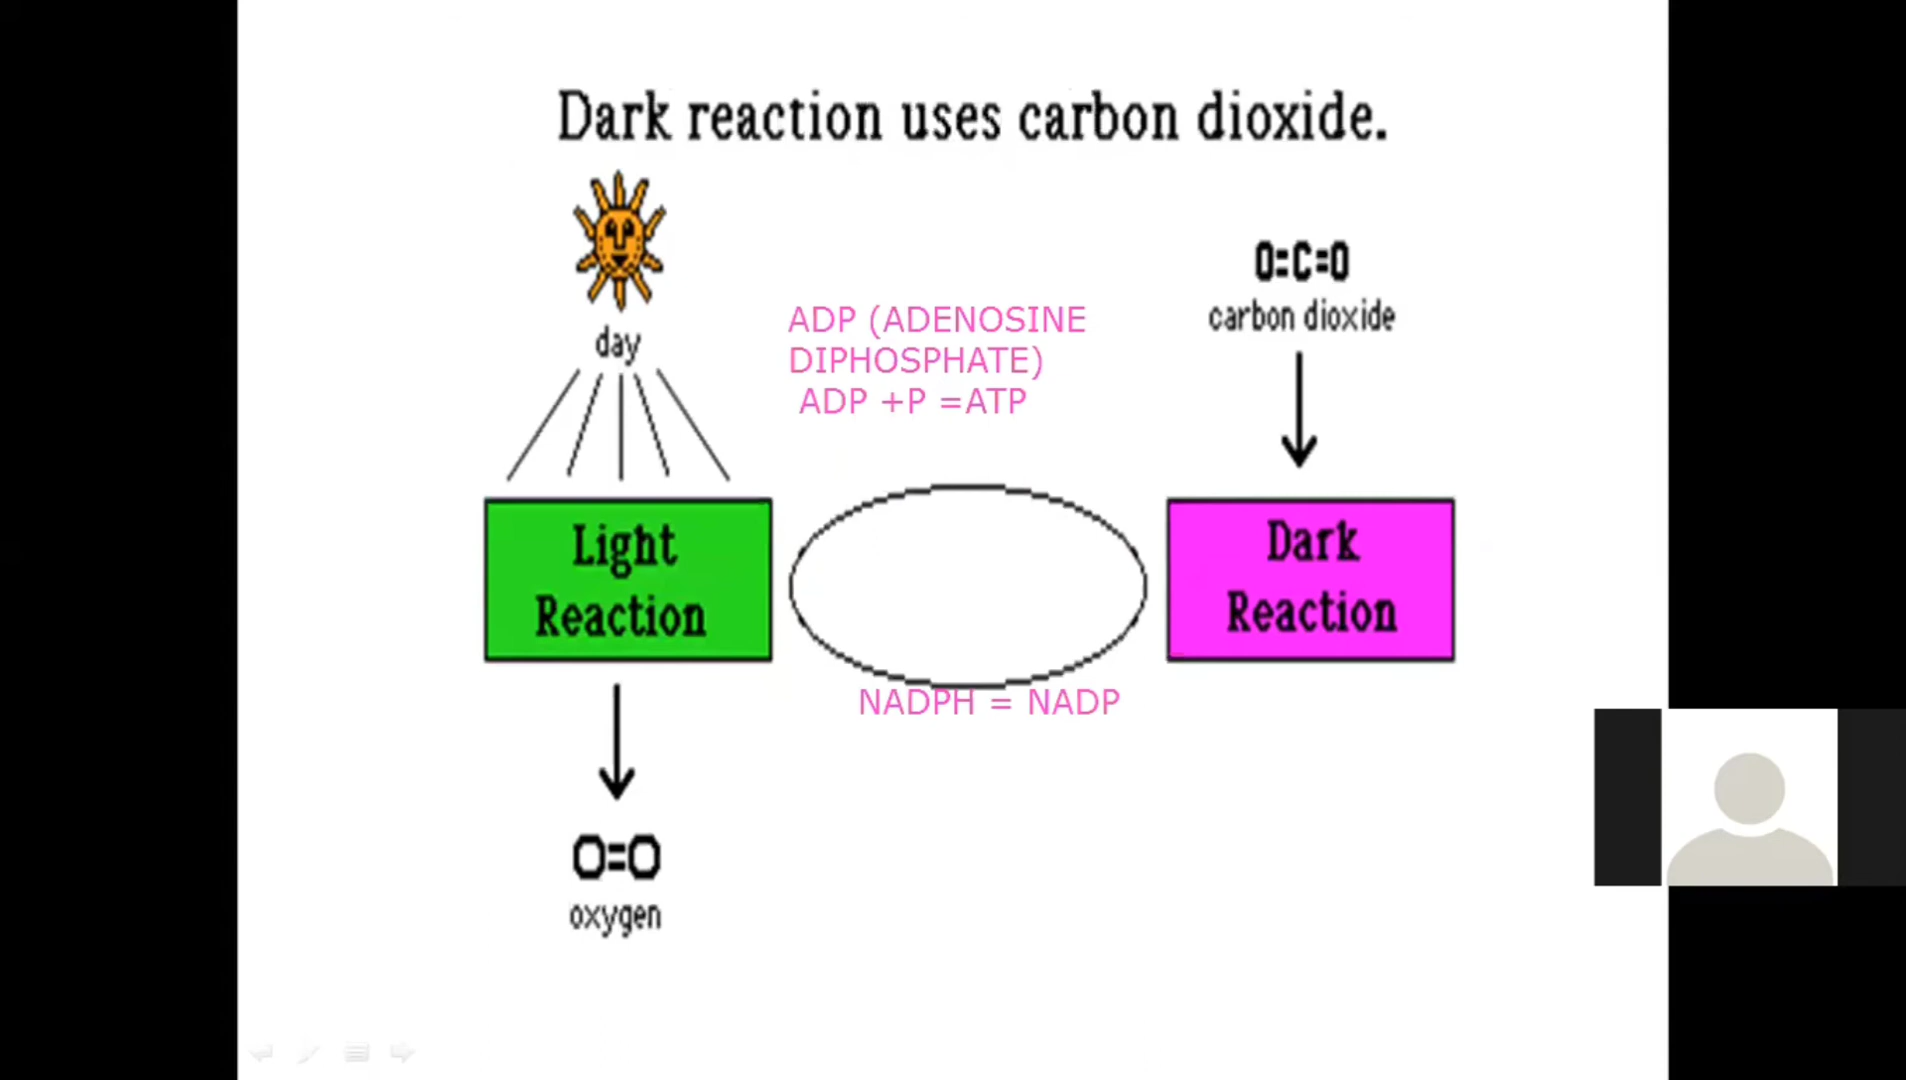 Dark reaction uses carbon dioxide.
day
O=C=O
carbon dioxide
ADP (ADENOSINE
DIPHOSPHATE)
ADP +P =ATP
Light
Reaction
Dark
Reaction
NADPH = NADP
O=O
oxygen